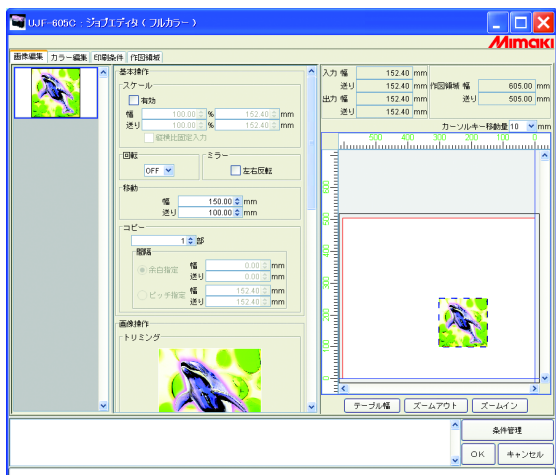 UJF-605C : ジョブエディタ ( フルカラー )
Mimaki
画像編集 カラー編集 印刷条件 作図領域
基本操作
スケール
有効
幅 100.00 % 152.40 mm
送り 100.00 % 152.40 mm
縦横比固定入力
回転
OFF
ミラー
左右反転
移動
幅 150.00 mm
送り 100.00 mm
コピー
1 部
間隔
余白指定 幅 0.00 mm
送り 0.00 mm
ピッチ指定 幅 152.40 mm
送り 152.40 mm
画像操作
トリミング
入力 幅 152.40 mm
送り 152.40 mm
作図領域 幅 605.00 mm
出力 幅 152.40 mm
送り 505.00 mm
送り 152.40 mm
カーソルキー移動量 10 mm
500 400 300 200 100 0
テーブル幅 ズームアウト ズームイン
条件管理
OK キャンセル